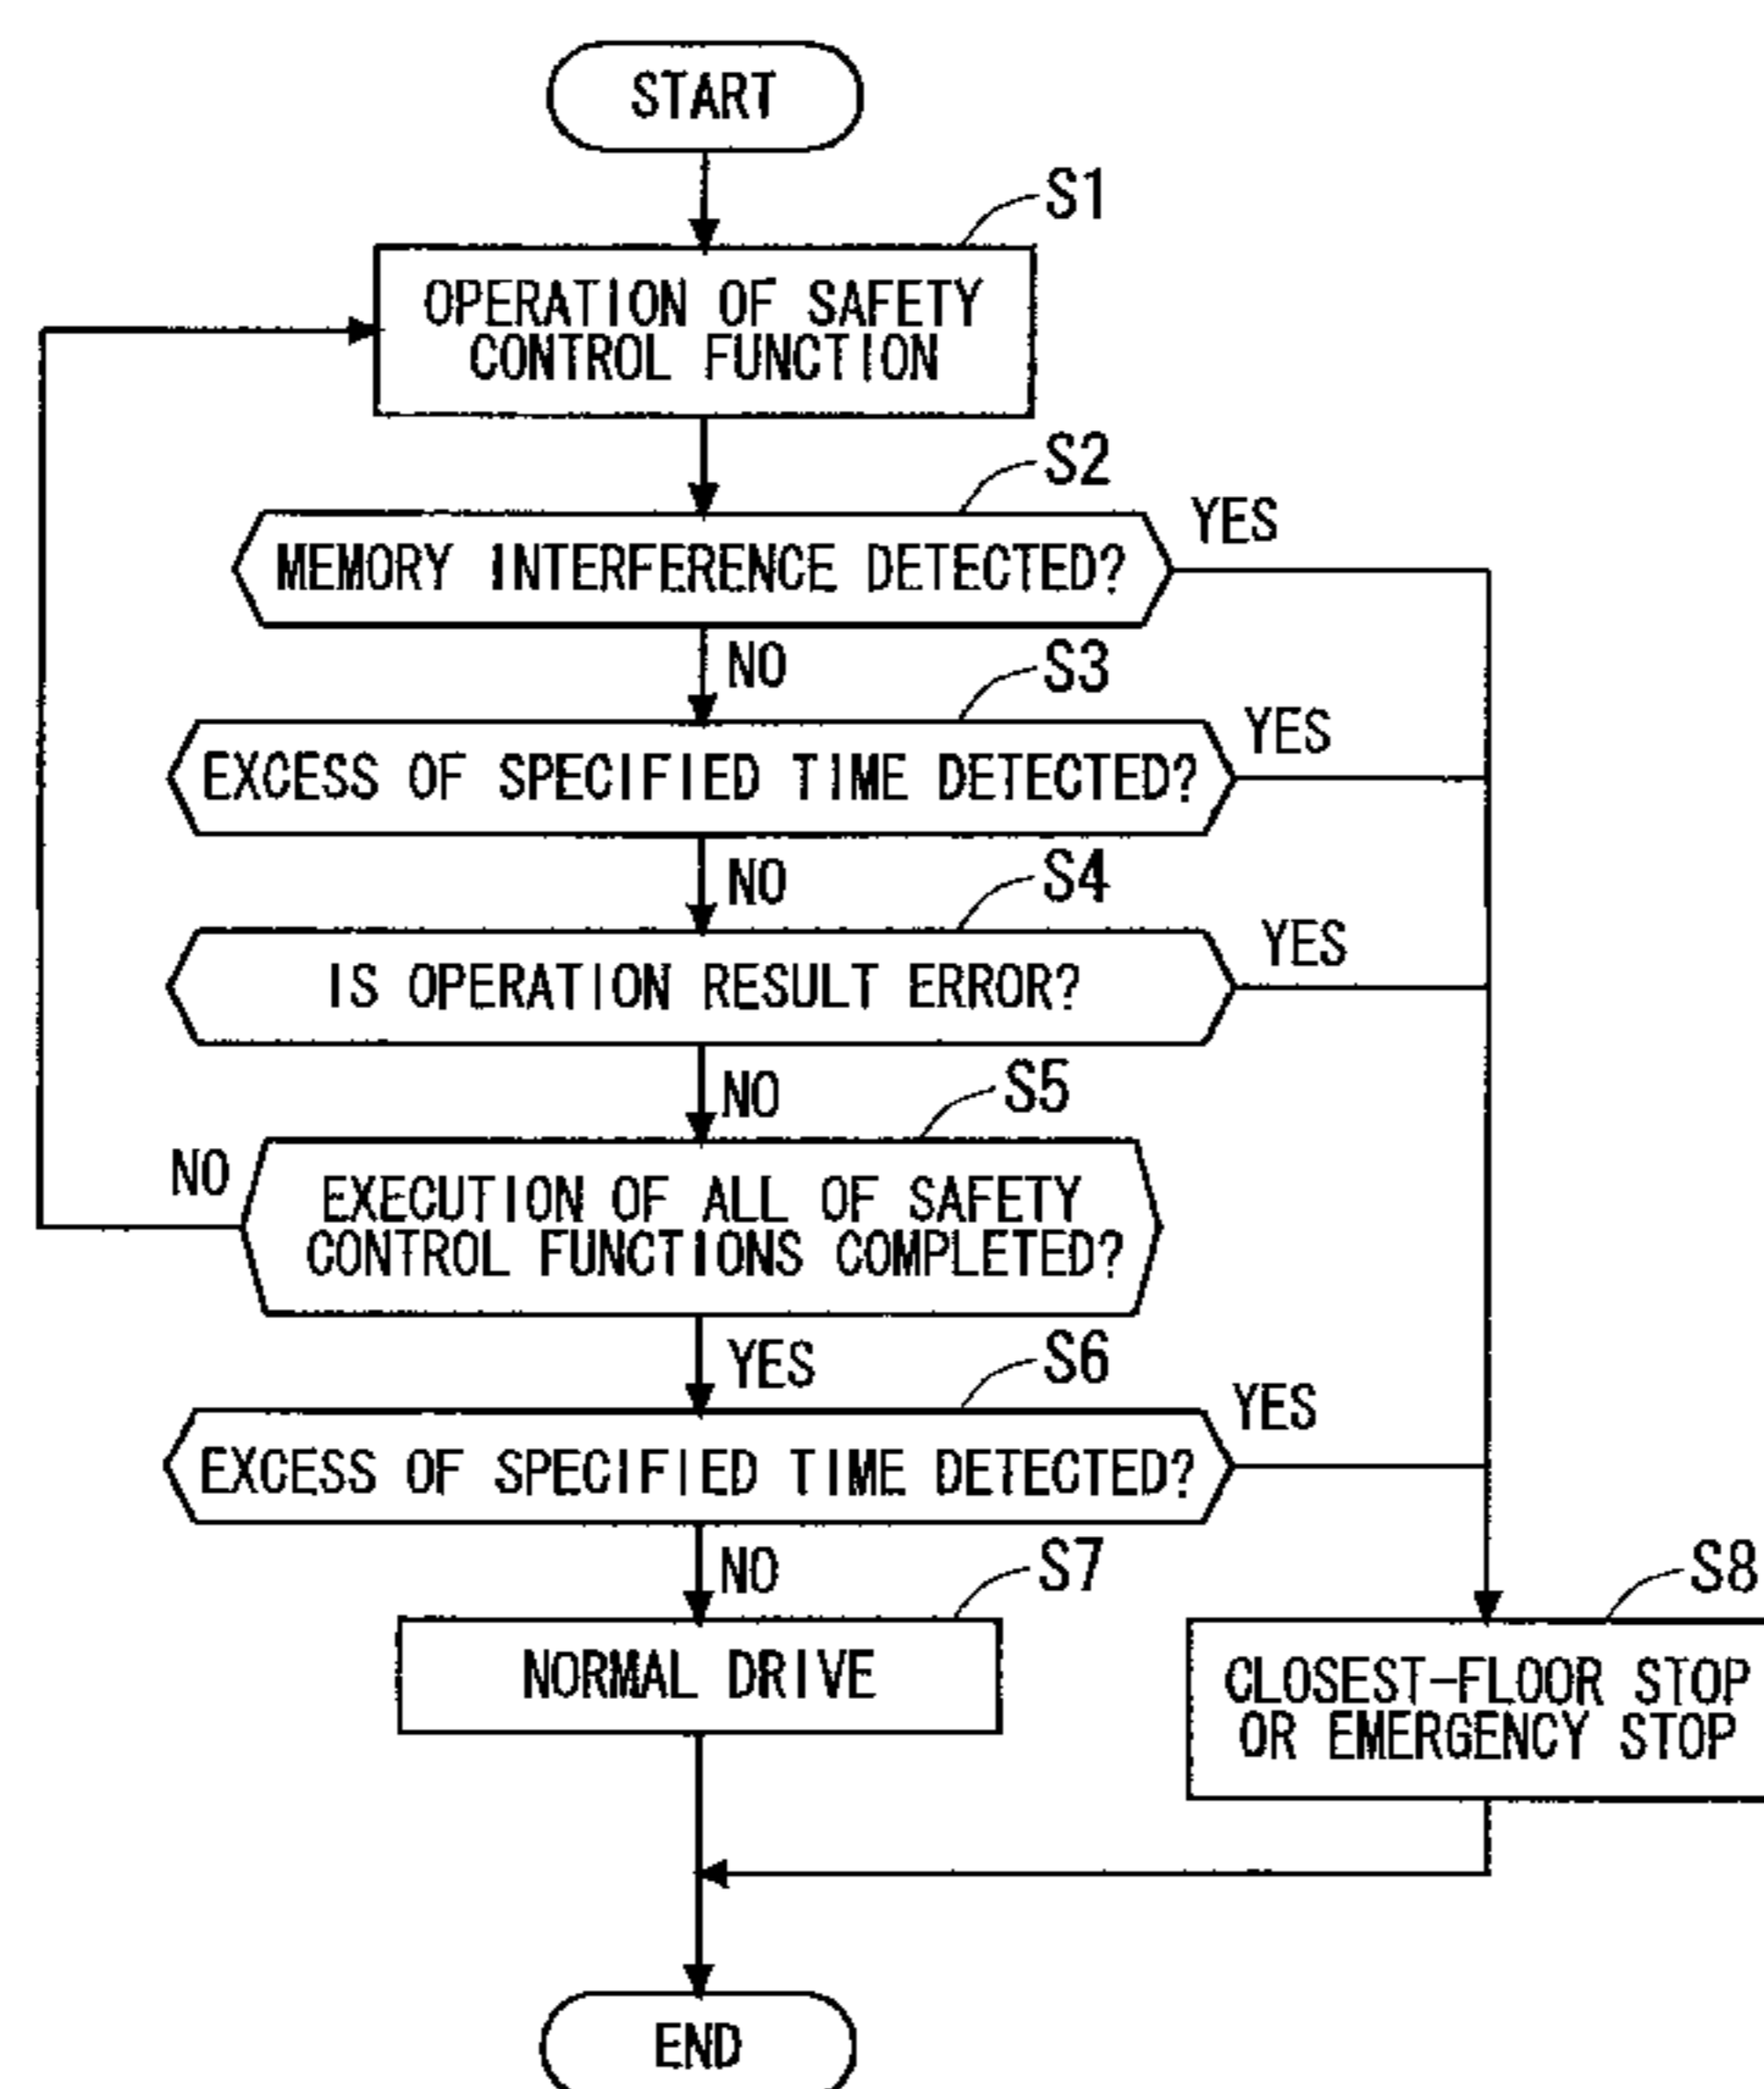 START
S1
OPERATION OF SAFETY
CONTROL FUNCTION
S2
MEMORY INTERFERENCE DETECTED?
YES
NO
S3
EXCESS OF SPECIFIED TIME DETECTED?
YES
NO
S4
IS OPERATION RESULT ERROR?
YES
NO
S5
EXECUTION OF ALL OF SAFETY
CONTROL FUNCTIONS COMPLETED?
NO
YES
S6
EXCESS OF SPECIFIED TIME DETECTED?
YES
NO
S7
NORMAL DRIVE
S8
CLOSEST-FLOOR STOP
OR EMERGENCY STOP
END